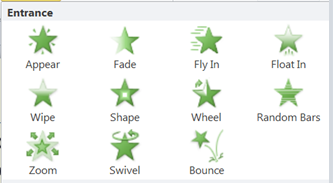 Entrance
Appear Fade Fly In Float In
Wipe Shape Wheel Random Bars
Zoom Swivel Bounce